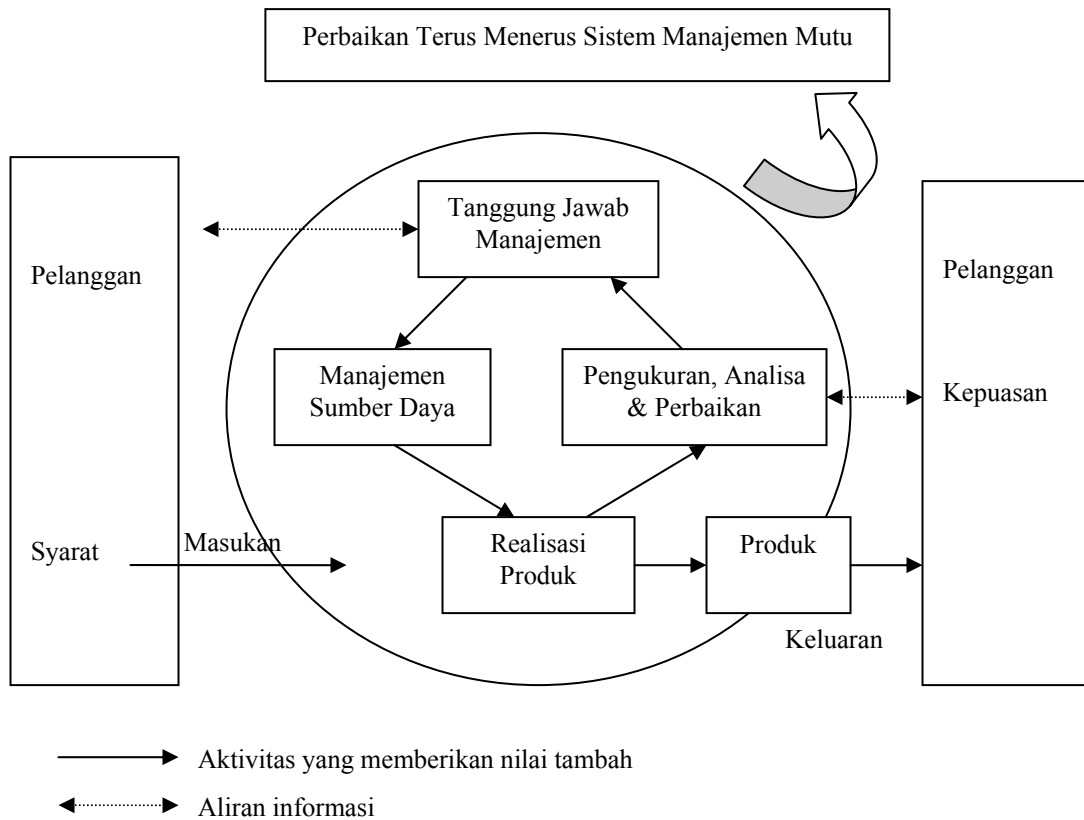 Perbaikan Terus Menerus Sistem Manajemen Mutu
Tanggung Jawab
Manajemen
Pelanggan
Pelanggan
Manajemen
Sumber Daya
Pengukuran, Analisa
& Perbaikan
Kepuasan
Syarat
Masukan
Realisasi
Produk
Produk
Keluaran
Aktivitas yang memberikan nilai tambah
Aliran informasi